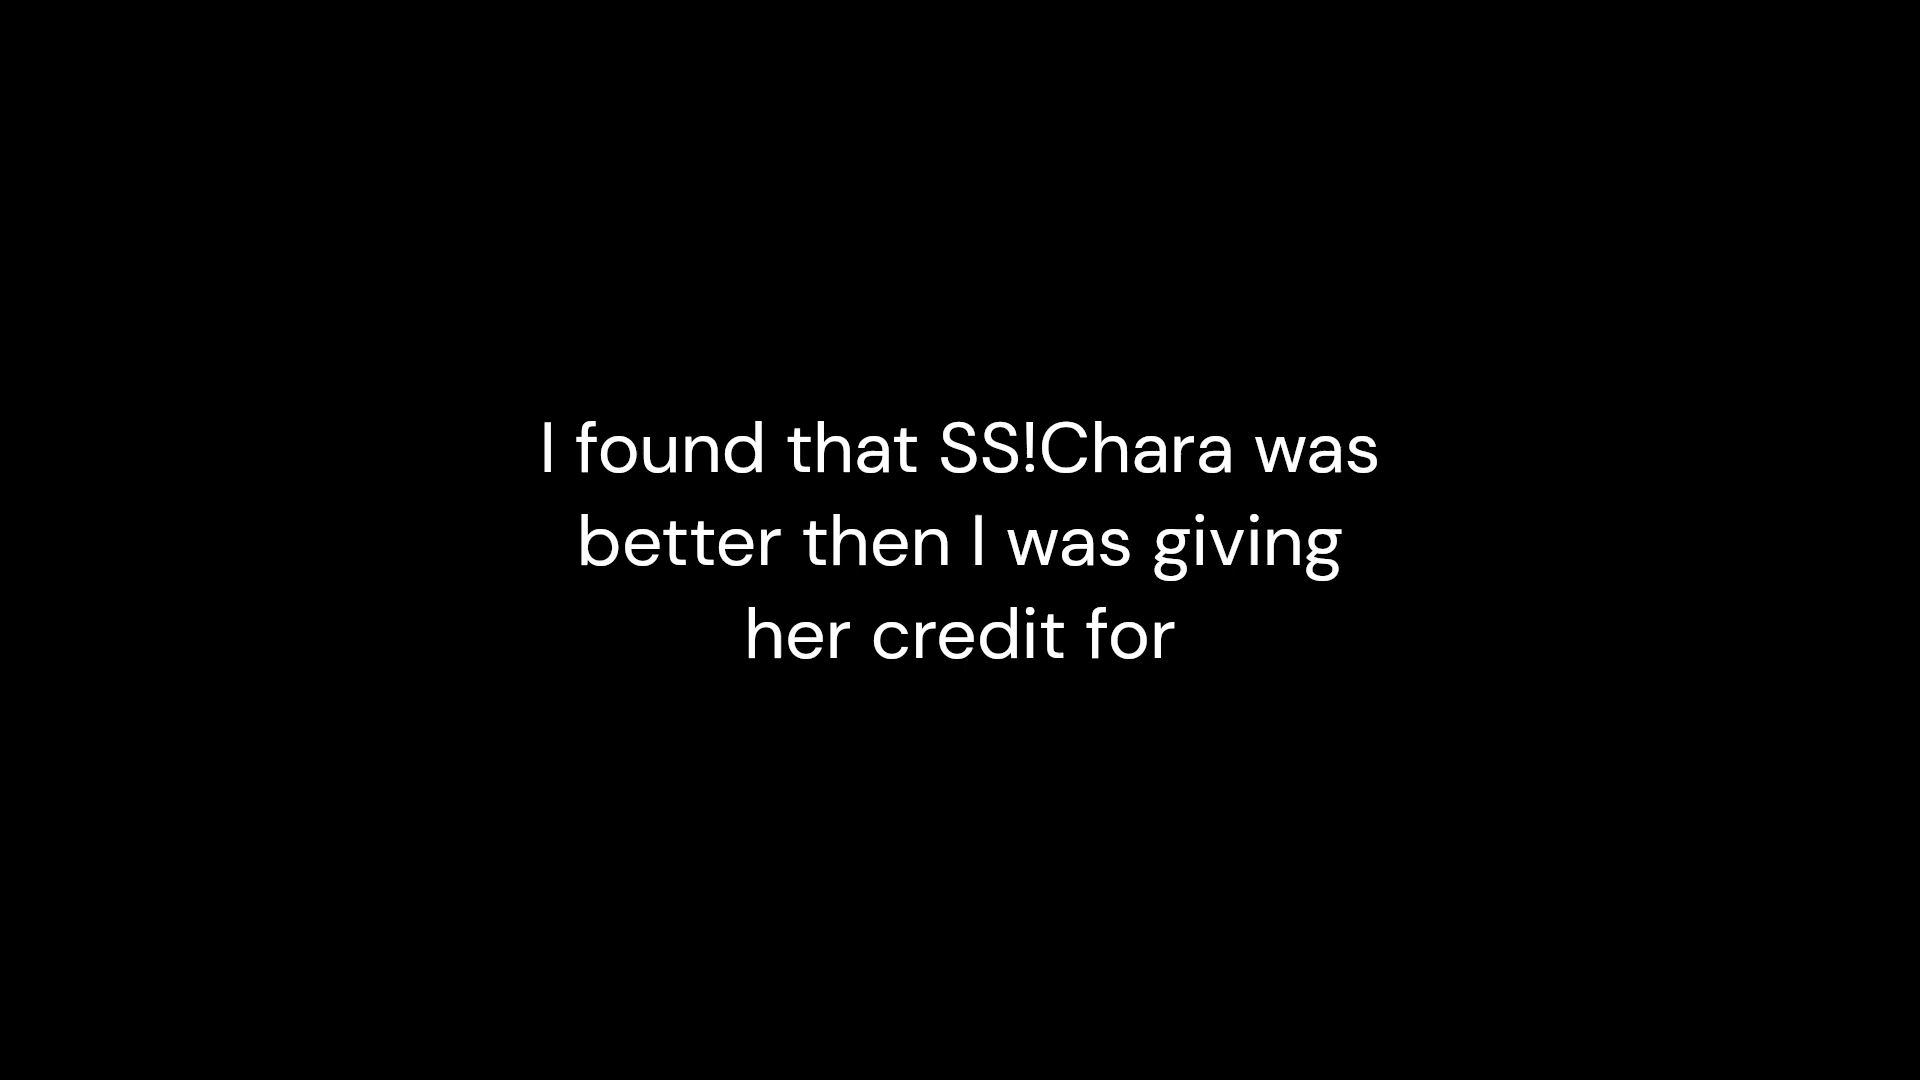 I found that SS!Chara was
better then I was giving
her credit for